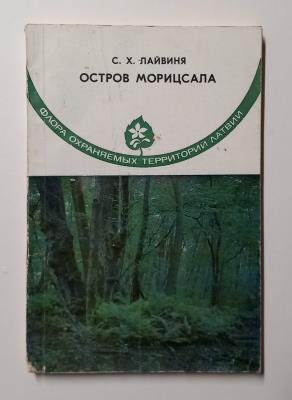 С. Х. ЛАЙВИНЯ
ОСТРОВ МОРИЦСАЛА
ФЛОРА ОХРАНЯЕМЫХ ТЕРРИТОРИЙ ЛАТВИИ